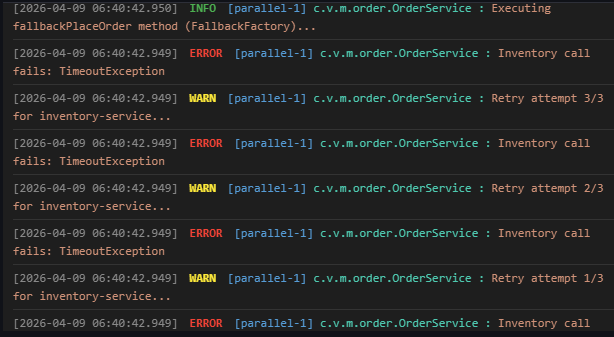 [2026-04-09 06:40:42.950] INFO [parallel-1] c.v.m.order.OrderService : Executing
fallbackPlaceOrder method (FallbackFactory)...
[2026-04-09 06:40:42.949] ERROR [parallel-1] c.v.m.order.OrderService : Inventory call
fails: TimeoutException
[2026-04-09 06:40:42.949] WARN [parallel-1] c.v.m.order.OrderService : Retry attempt 3/3
for inventory-service...
[2026-04-09 06:40:42.949] ERROR [parallel-1] c.v.m.order.OrderService : Inventory call
fails: TimeoutException
[2026-04-09 06:40:42.949] WARN [parallel-1] c.v.m.order.OrderService : Retry attempt 2/3
for inventory-service...
[2026-04-09 06:40:42.949] ERROR [parallel-1] c.v.m.order.OrderService : Inventory call
fails: TimeoutException
[2026-04-09 06:40:42.949] WARN [parallel-1] c.v.m.order.OrderService : Retry attempt 1/3
for inventory-service...
[2026-04-09 06:40:42.949] ERROR [parallel-1] c.v.m.order.OrderService : Inventory call